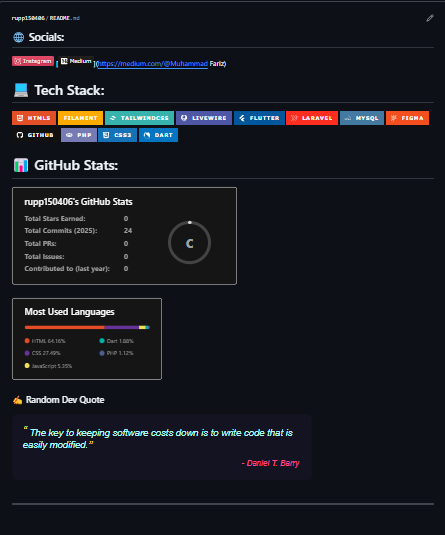 rupp150406/README.md
🌐 Socials:
Instagram [ Medium ](https://medium.com/@Muhammad Fariz)
💻 Tech Stack:
HTML5 FILAMENT TAILWINDCSS LIVEWIRE FLUTTER LARAVEL MYSQL FIGMA
GITHUB PHP CSS3 DART
📊 GitHub Stats:
rupp150406's GitHub Stats
Total Stars Earned: 0
Total Commits (2025): 24
Total PRs: 0
Total Issues: 0
Contributed to (last year): 0
C
Most Used Languages
HTML 64.16% Dart 1.88%
CSS 27.49% PHP 1.12%
JavaScript 5.35%
✍️ Random Dev Quote
“ The key to keeping software costs down is to write code that is
easily modified.”
- Daniel T. Barry